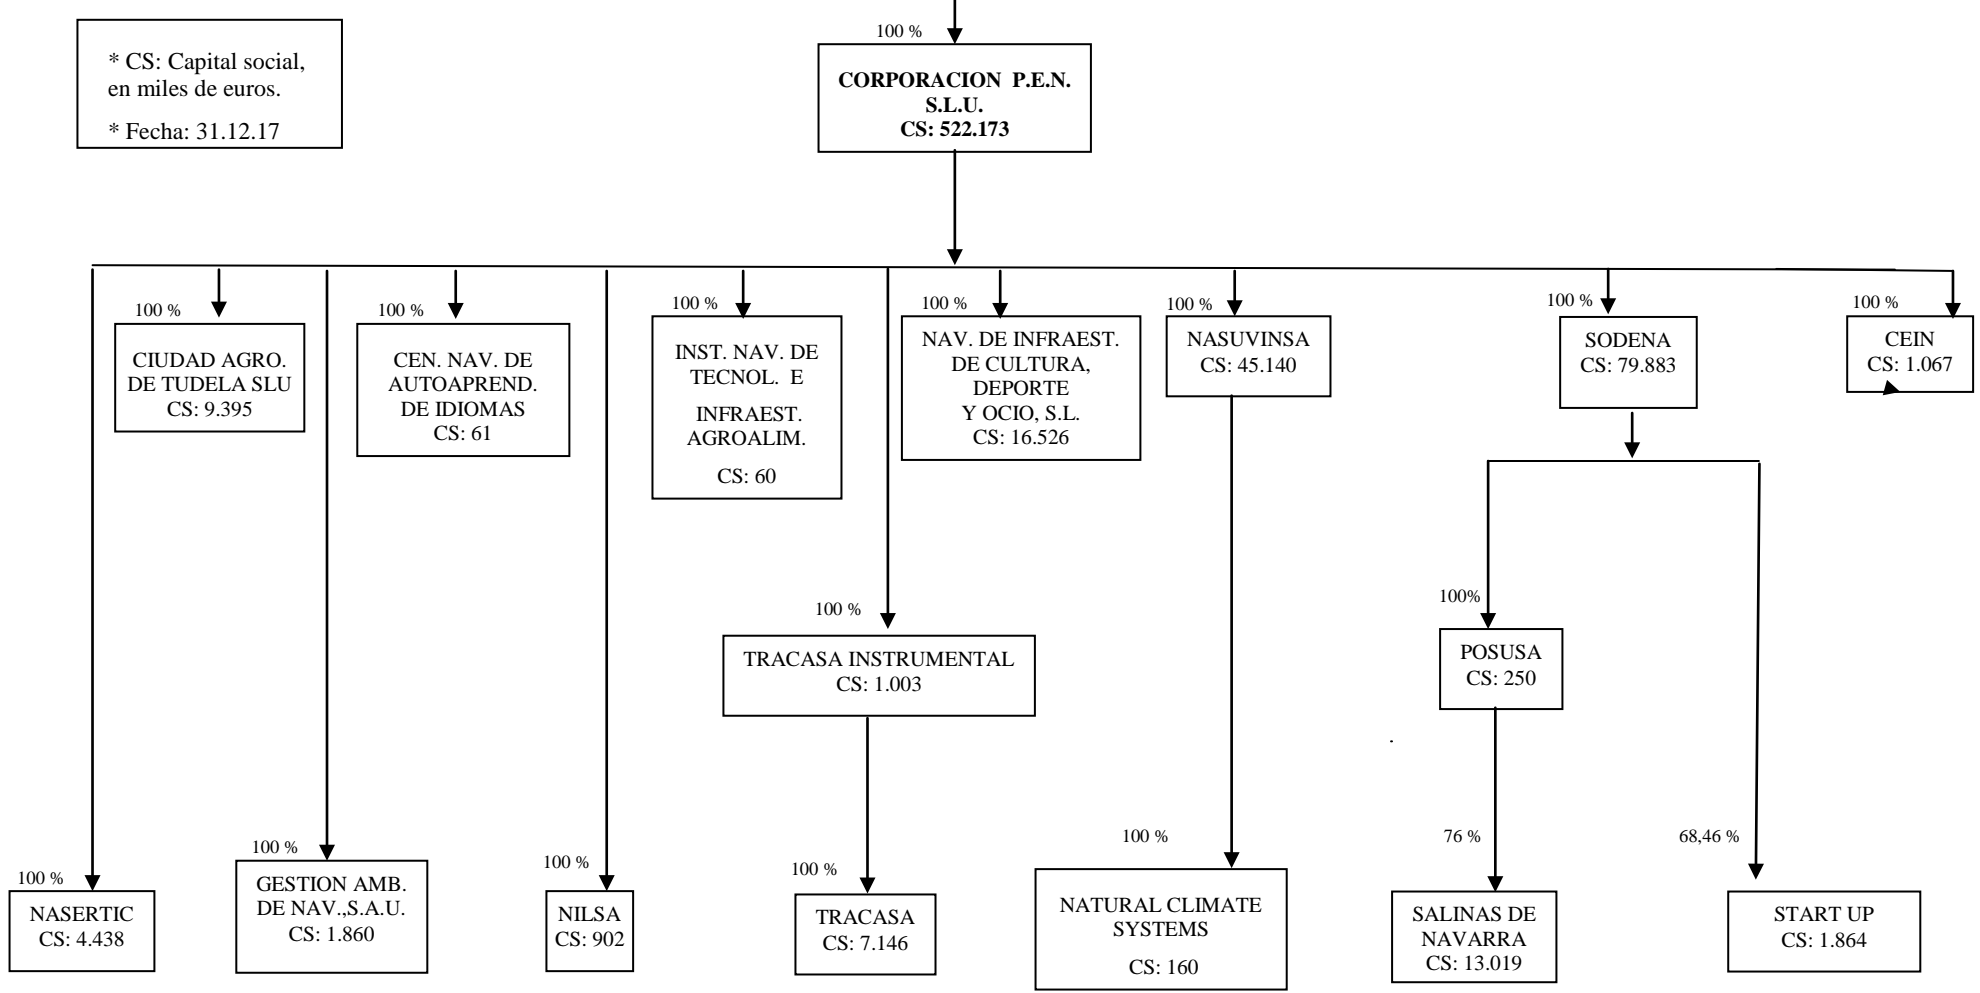 100 %
* CS: Capital social,
en miles de euros.
* Fecha: 31.12.17
CORPORACION P.E.N.
S.L.U.
CS: 522.173
100 %
CIUDAD AGRO.
DE TUDELA SLU
CS: 9.395
100 %
CEN. NAV. DE
AUTOAPREND.
DE IDIOMAS
CS: 61
100 %
INST. NAV. DE
TECNOL. E
INFRAEST.
AGROALIM.
CS: 60
100 %
NAV. DE INFRAEST.
DE CULTURA,
DEPORTE
Y OCIO, S.L.
CS: 16.526
100 %
NASUVINSA
CS: 45.140
100 %
SODENA
CS: 79.883
100 %
CEIN
CS: 1.067
100 %
TRACASA INSTRUMENTAL
CS: 1.003
100%
POSUSA
CS: 250
100 %
NASERTIC
CS: 4.438
100 %
GESTION AMB.
DE NAV.,S.A.U.
CS: 1.860
100 %
NILSA
CS: 902
100 %
TRACASA
CS: 7.146
100 %
NATURAL CLIMATE
SYSTEMS
CS: 160
76 %
SALINAS DE
NAVARRA
CS: 13.019
68,46 %
START UP
CS: 1.864